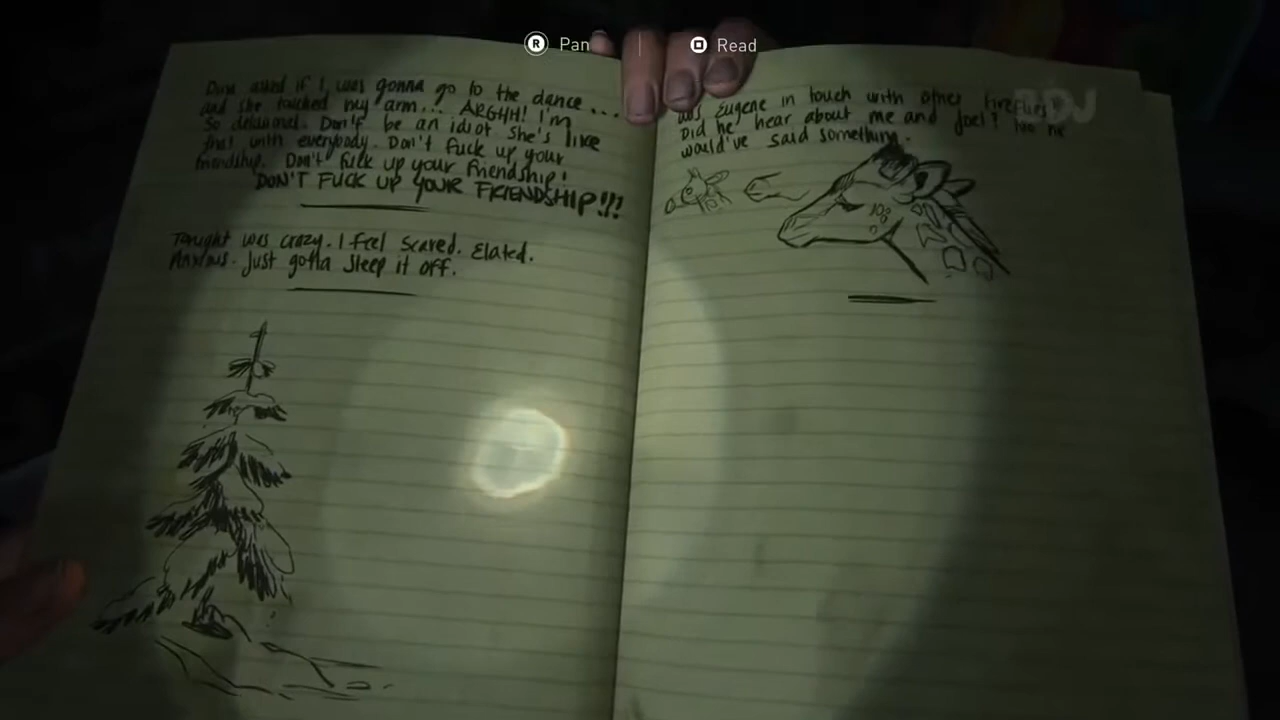 R Pan
Read
Dina asked if I was gonna go to the dance...
and she touched my arm... ARGHH! I'm
so delusional. Don't be an idiot she's like
that with everybody. Don't fuck up your
friendship. Don't fuck up your friendship!
DON'T FUCK UP YOUR FRIENDSHIP!!!
Tonight was crazy. I feel scared. Elated.
Anxious. Just gotta sleep it off.
Was Eugene in touch with other fireflies?
Did he hear about me and Joel? he
would've said something.
BDJ